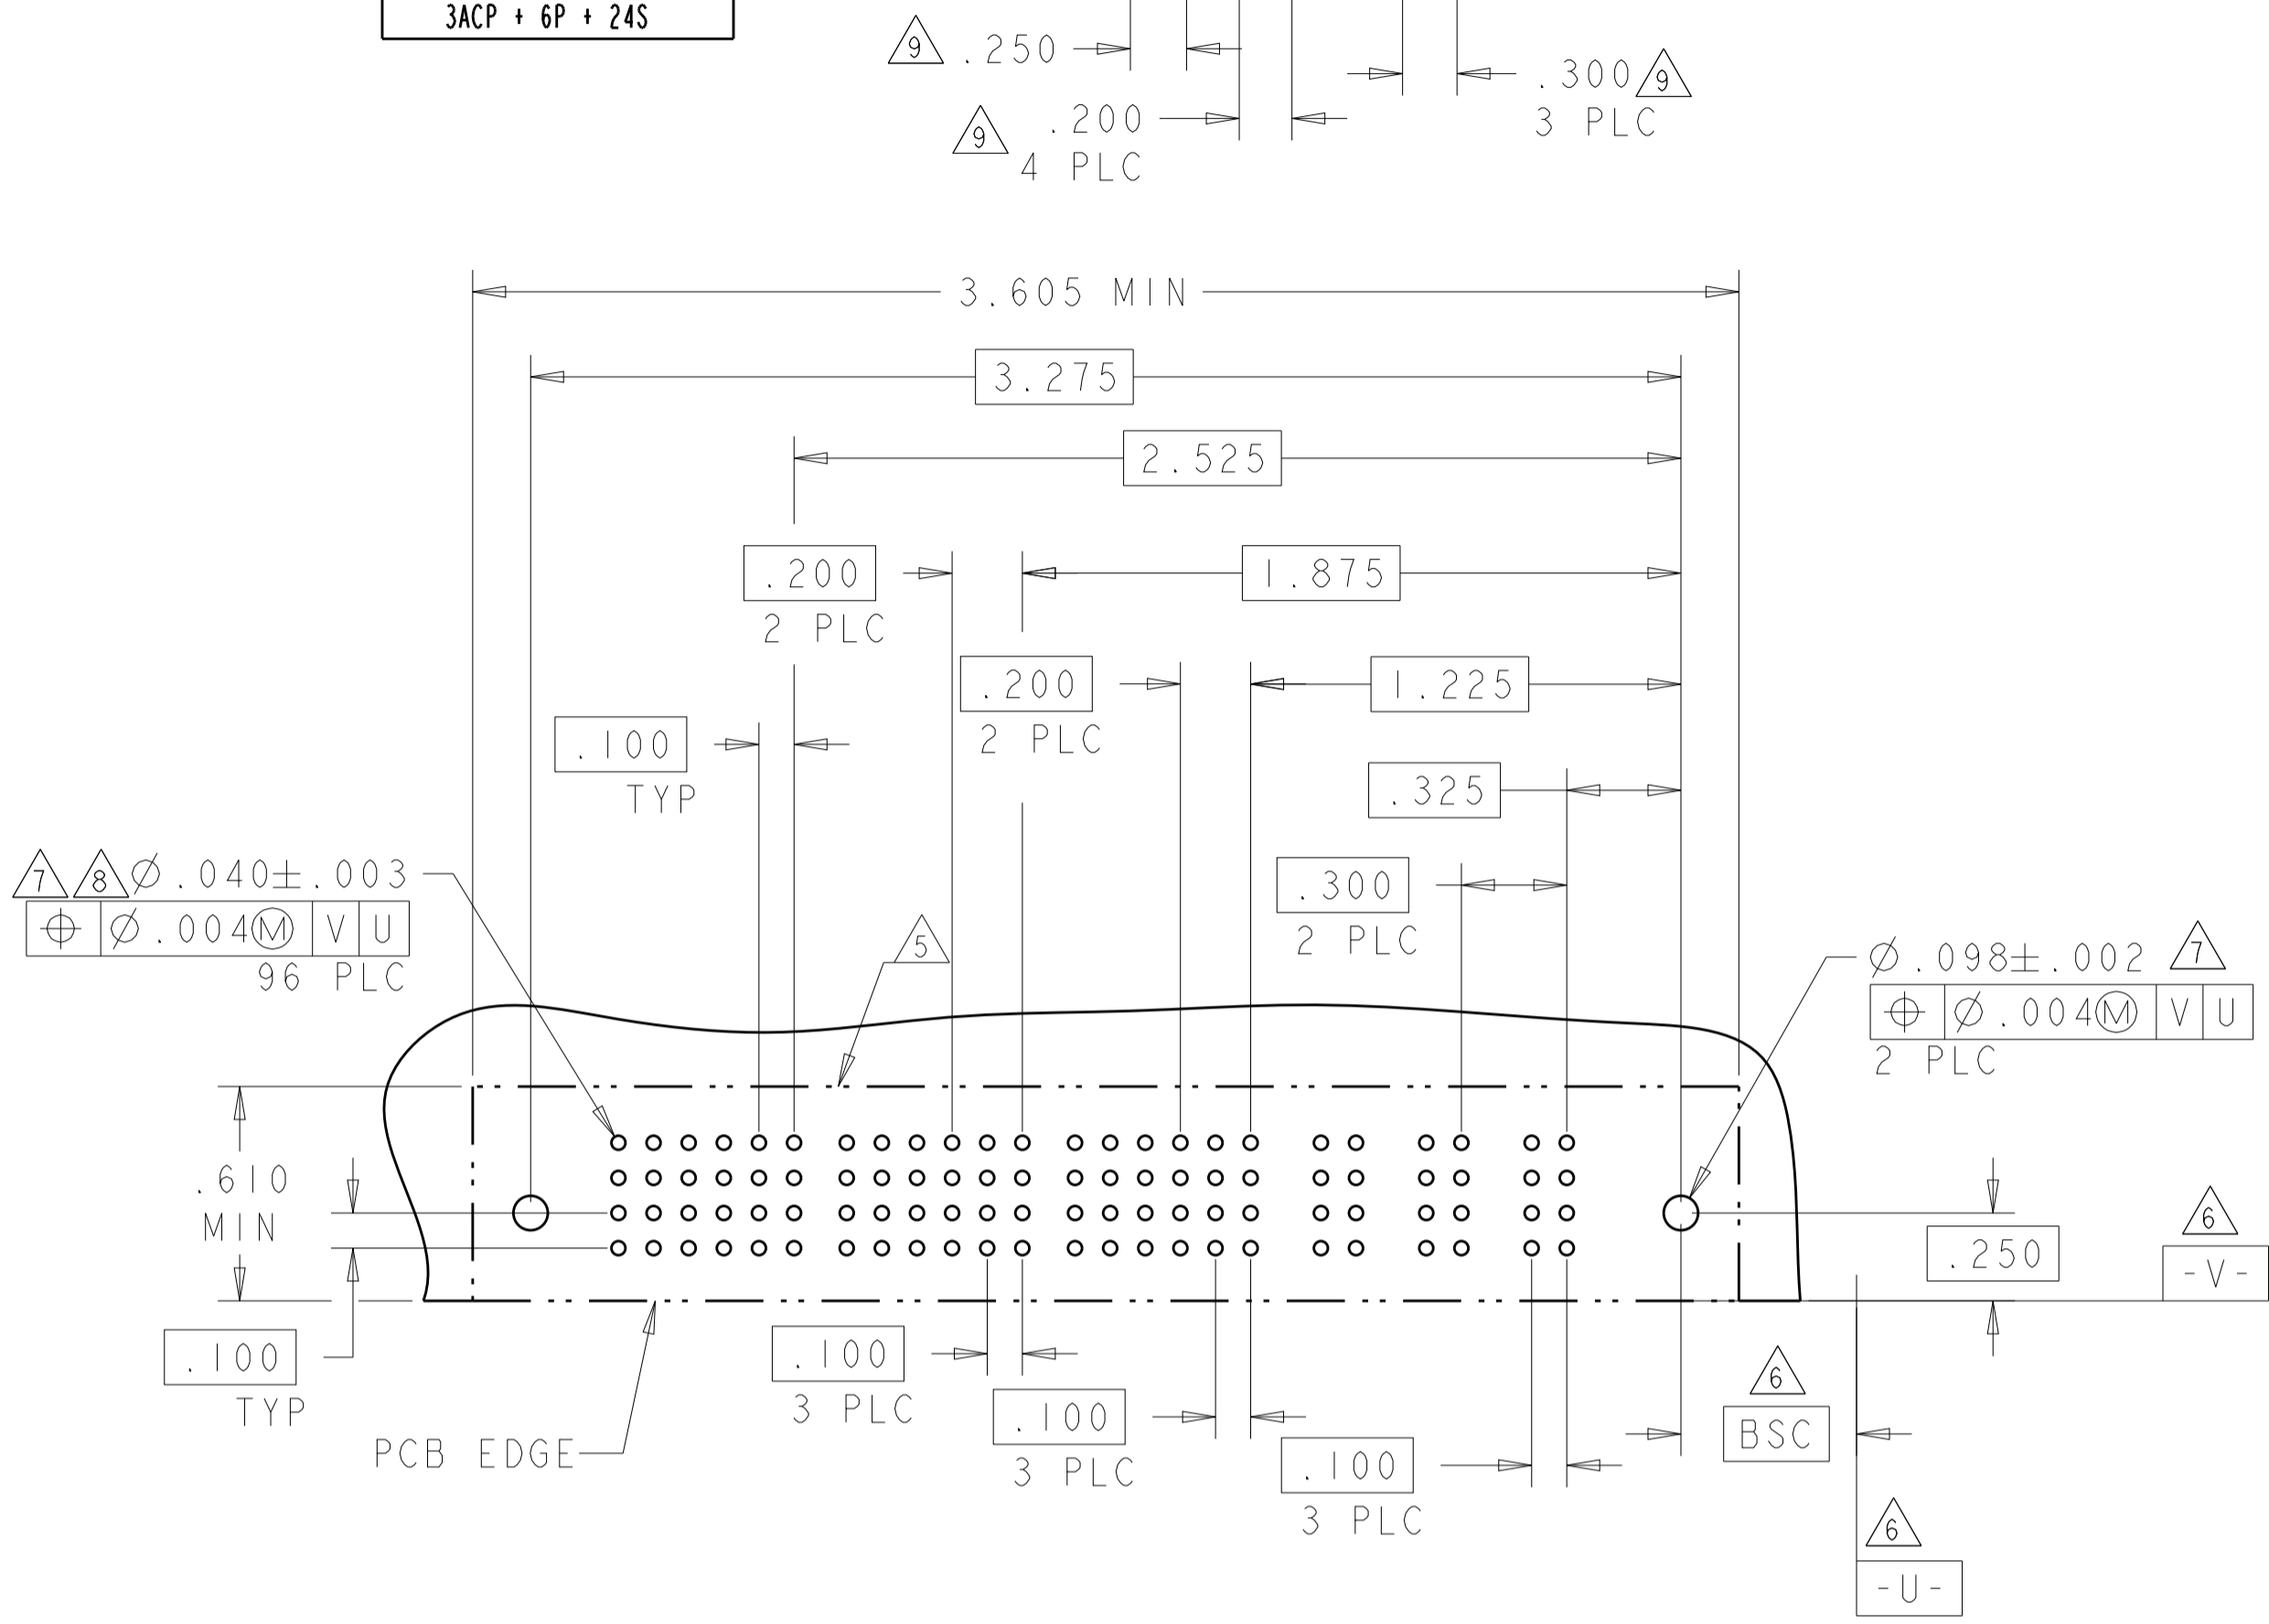 3ACP + 6P + 24S
9 .250
.300 9
3 PLC
9 .200
4 PLC
3.605 MIN
3.275
2.525
.200
2 PLC
1.875
.200
2 PLC
1.225
.100
TYP
.325
7 8 Ø.040±.003
⌖ Ø.004Ⓜ V U
96 PLC
.300
2 PLC
5
Ø.098±.002 7
⌖ Ø.004Ⓜ V U
2 PLC
.610
MIN
.250
6
-V-
.100
TYP
.100
3 PLC
.100
3 PLC
.100
3 PLC
PCB EDGE
6
BSC
6
-U-